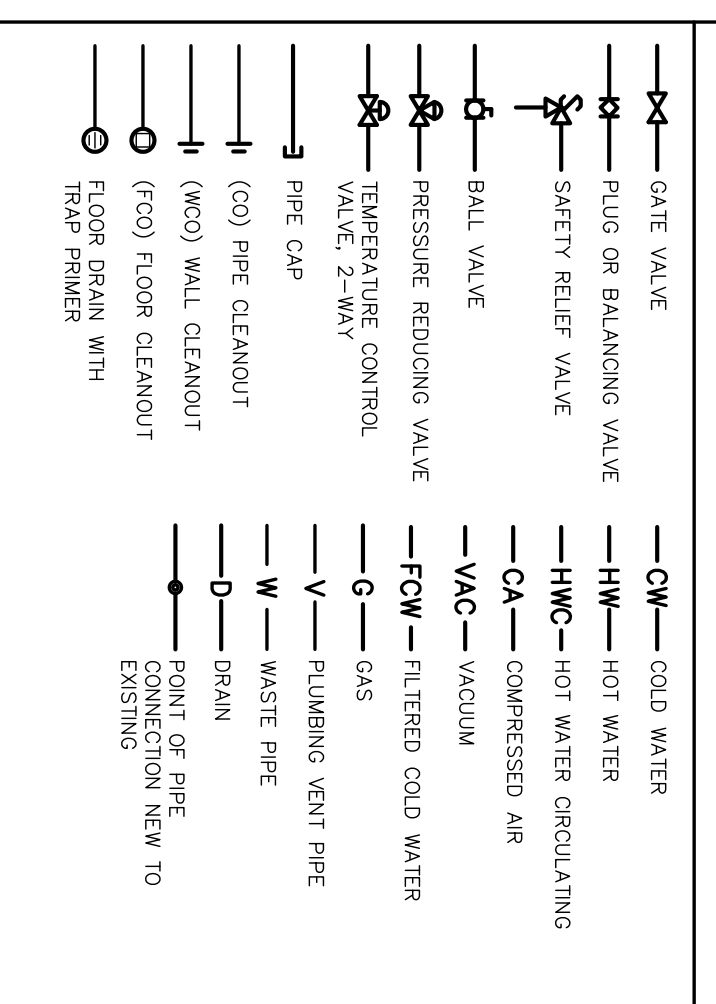 GATE VALVE
PLUG OR BALANCING VALVE
SAFETY RELIEF VALVE
BALL VALVE
PRESSURE REDUCING VALVE
TEMPERATURE CONTROL
VALVE, 2-WAY
PIPE CAP
(CO) PIPE CLEANOUT
(WCO) WALL CLEANOUT
(FCO) FLOOR CLEANOUT
FLOOR DRAIN WITH
TRAP PRIMER
CW COLD WATER
HW HOT WATER
HWC HOT WATER CIRCULATING
CA COMPRESSED AIR
VAC VACUUM
FCW FILTERED COLD WATER
G GAS
V PLUMBING VENT PIPE
W WASTE PIPE
D DRAIN
POINT OF PIPE
CONNECTION NEW TO
EXISTING